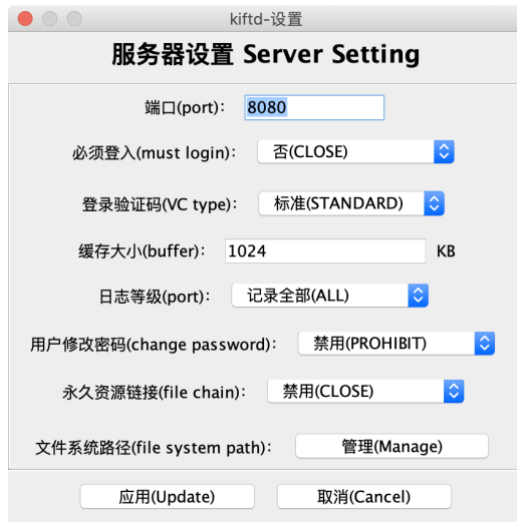 kiftd-设置
服务器设置 Server Setting
端口(port): 8080
必须登入(must login): 否(CLOSE)
登录验证码(VC type): 标准(STANDARD)
缓存大小(buffer): 1024 KB
日志等级(port): 记录全部(ALL)
用户修改密码(change password): 禁用(PROHIBIT)
永久资源链接(file chain): 禁用(CLOSE)
文件系统路径(file system path): 管理(Manage)
应用(Update) 取消(Cancel)